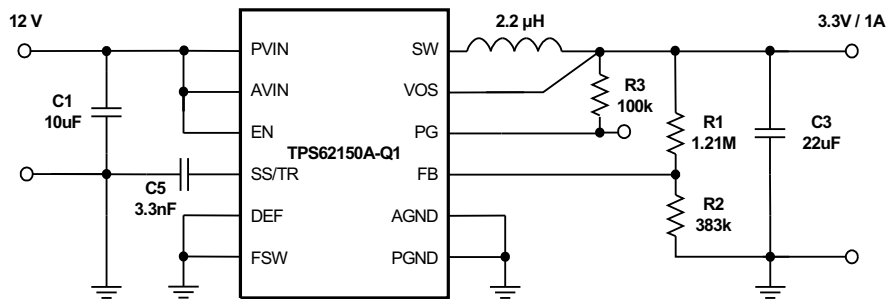 12 V
2.2 µH
3.3V / 1A
PVIN
SW
AVIN
VOS
R3
100k
C1
10uF
EN
PG
R1
1.21M
C3
22uF
TPS62150A-Q1
SS/TR
FB
C5
3.3nF
DEF
AGND
R2
383k
FSW
PGND